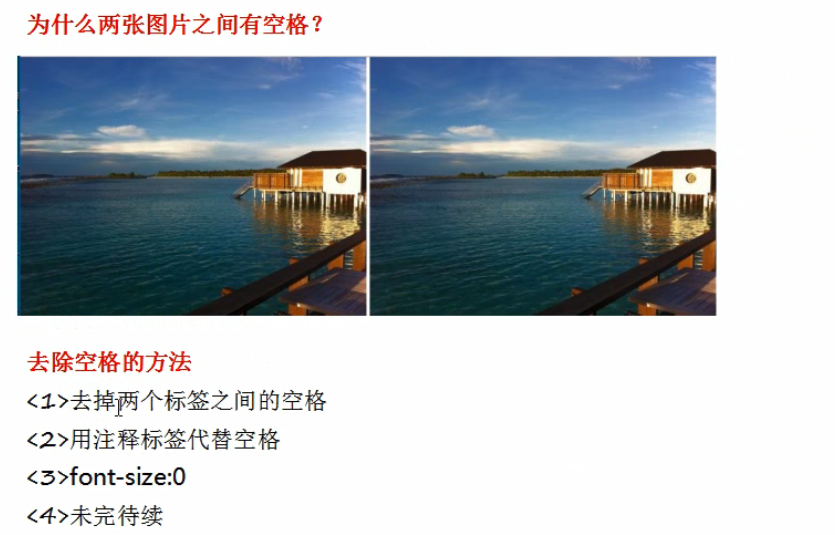 为什么两张图片之间有空格？
去除空格的方法
<1>去掉两个标签之间的空格
<2>用注释标签代替空格
<3>font-size:0
<4>未完待续